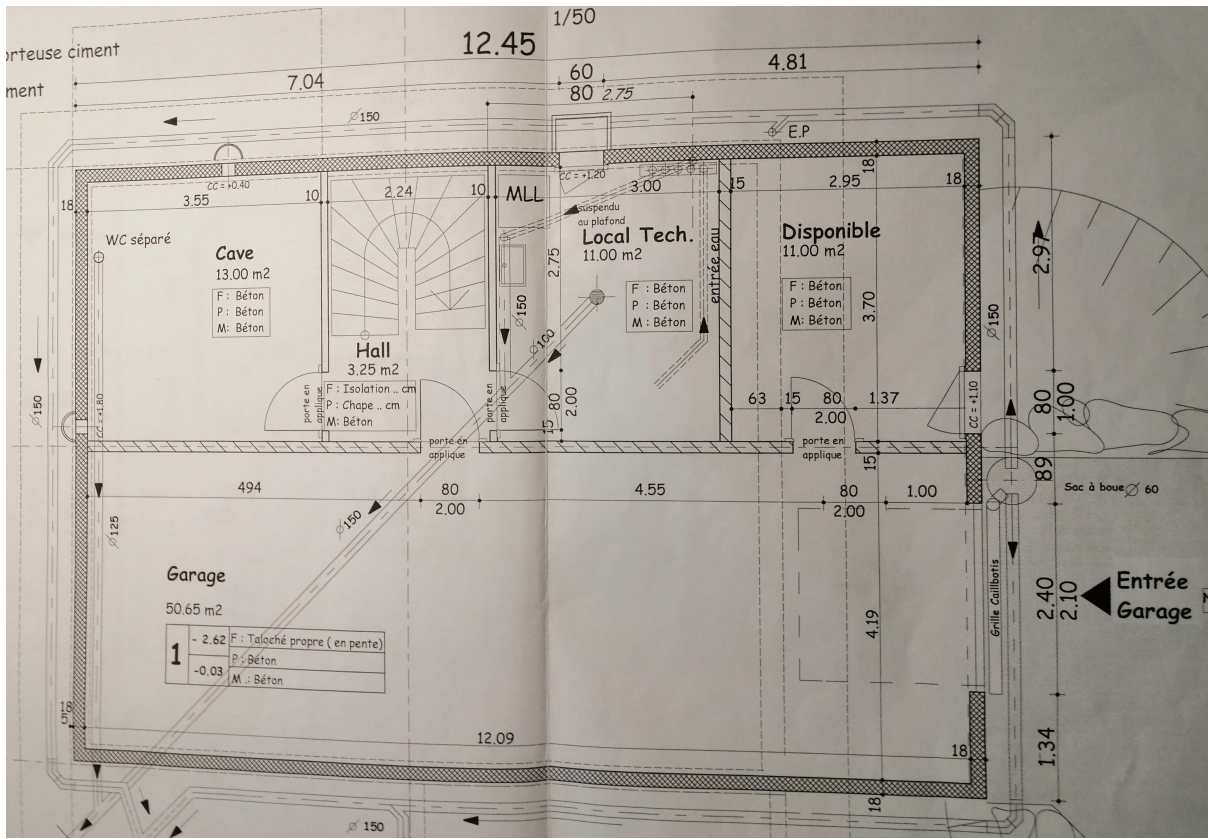 1/50
orteuse ciment
12.45
ment
7.04
60
4.81
80
2.75
Ø150
E.P
CC = +0.40
CC = +1.20
18
18
3.55
10
2.24
10
MLL
3.00
15
2.95
18
suspendu
au plafond
WC séparé
Cave
13.00 m2
F : Béton
P : Béton
M: Béton
Local Tech.
11.00 m2
F : Béton
P : Béton
M : Béton
entrée eau
Disponible
11.00 m2
F : Béton
P : Béton
M : Béton
2.75
3.70
2.97
Ø150
Ø150
Ø100
Hall
3.25 m2
F : Isolation .. cm
P : Chape .. cm
M: Béton
porte en
applique
porte en
applique
80
2.00
15
63
15
80
2.00
1.37
CC = +1.10
80
1.00
Ø150
CC = +1.80
porte en
applique
porte en
applique
15
89
Sac à boue Ø 60
494
80
2.00
4.55
80
2.00
1.00
Ø125
Ø150
Garage
50.65 m2
1
- 2.62
F : Taloché propre ( en pente)
P : Béton
-0.03
M .: Béton
4.19
Grille Caillbotis
2.40
2.10
Entrée
Garage
18
5
12.09
18
1.34
18
Ø 150